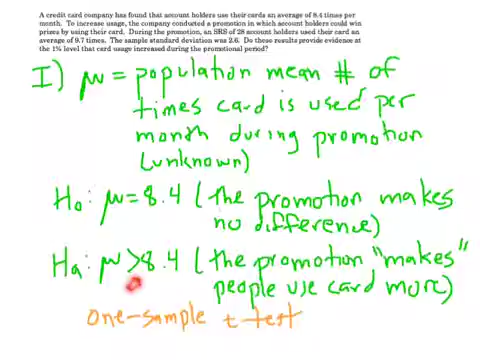 A credit card company has found that account holders use their cards an average of 8.4 times per
month. To increase usage, the company conducted a promotion in which account holders could win
prizes by using their card. During the promotion, an SRS of 28 account holders used their card an
average of 9.7 times. The sample standard deviation was 2.6. Do these results provide evidence at
the 1% level that card usage increased during the promotional period?
I) μ = population mean # of
times card is used per
month during promotion
(unknown)
H₀: μ = 8.4 (the promotion makes
no difference)
Hₐ: μ > 8.4 (the promotion "makes"
people use card more)
one-sample t-test